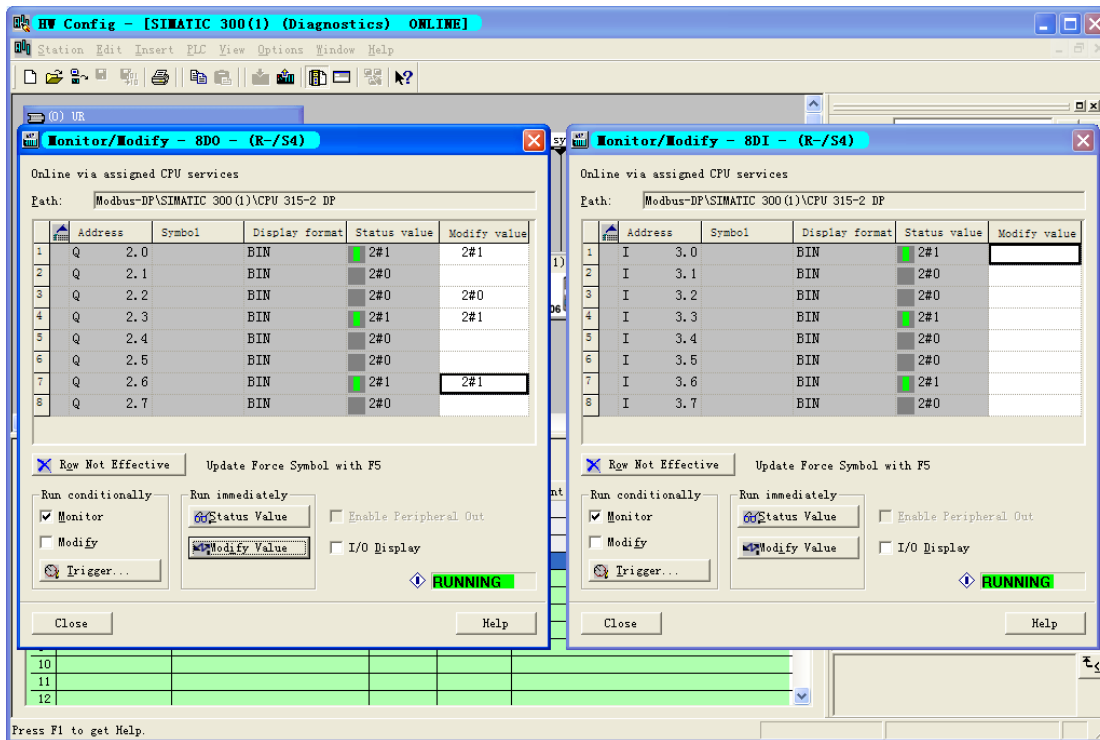 HW Config - [SIMATIC 300(1) (Diagnostics) ONLINE]
Station Edit Insert PLC View Options Window Help
(0) UR
Monitor/Modify - 8DO - (R-/S4)
Online via assigned CPU services
Path: Modbus-DP\SIMATIC 300(1)\CPU 315-2 DP
Address Symbol Display format Status value Modify value
1 Q 2.0 BIN 2#1 2#1
2 Q 2.1 BIN 2#0
3 Q 2.2 BIN 2#0 2#0
4 Q 2.3 BIN 2#1 2#1
5 Q 2.4 BIN 2#0
6 Q 2.5 BIN 2#0
7 Q 2.6 BIN 2#1 2#1
8 Q 2.7 BIN 2#0
Row Not Effective Update Force Symbol with F5
Run conditionally Run immediately
Monitor Status Value Enable Peripheral Out
Modify Modify Value I/O Display
Trigger... RUNNING
Close Help
sy
1)
06
nt
Monitor/Modify - 8DI - (R-/S4)
Online via assigned CPU services
Path: Modbus-DP\SIMATIC 300(1)\CPU 315-2 DP
Address Symbol Display format Status value Modify value
1 I 3.0 BIN 2#1
2 I 3.1 BIN 2#0
3 I 3.2 BIN 2#0
4 I 3.3 BIN 2#1
5 I 3.4 BIN 2#0
6 I 3.5 BIN 2#0
7 I 3.6 BIN 2#1
8 I 3.7 BIN 2#0
Row Not Effective Update Force Symbol with F5
Run conditionally Run immediately
Monitor Status Value Enable Peripheral Out
Modify Modify Value I/O Display
Trigger... RUNNING
Close Help
10
11
12
Press F1 to get Help.